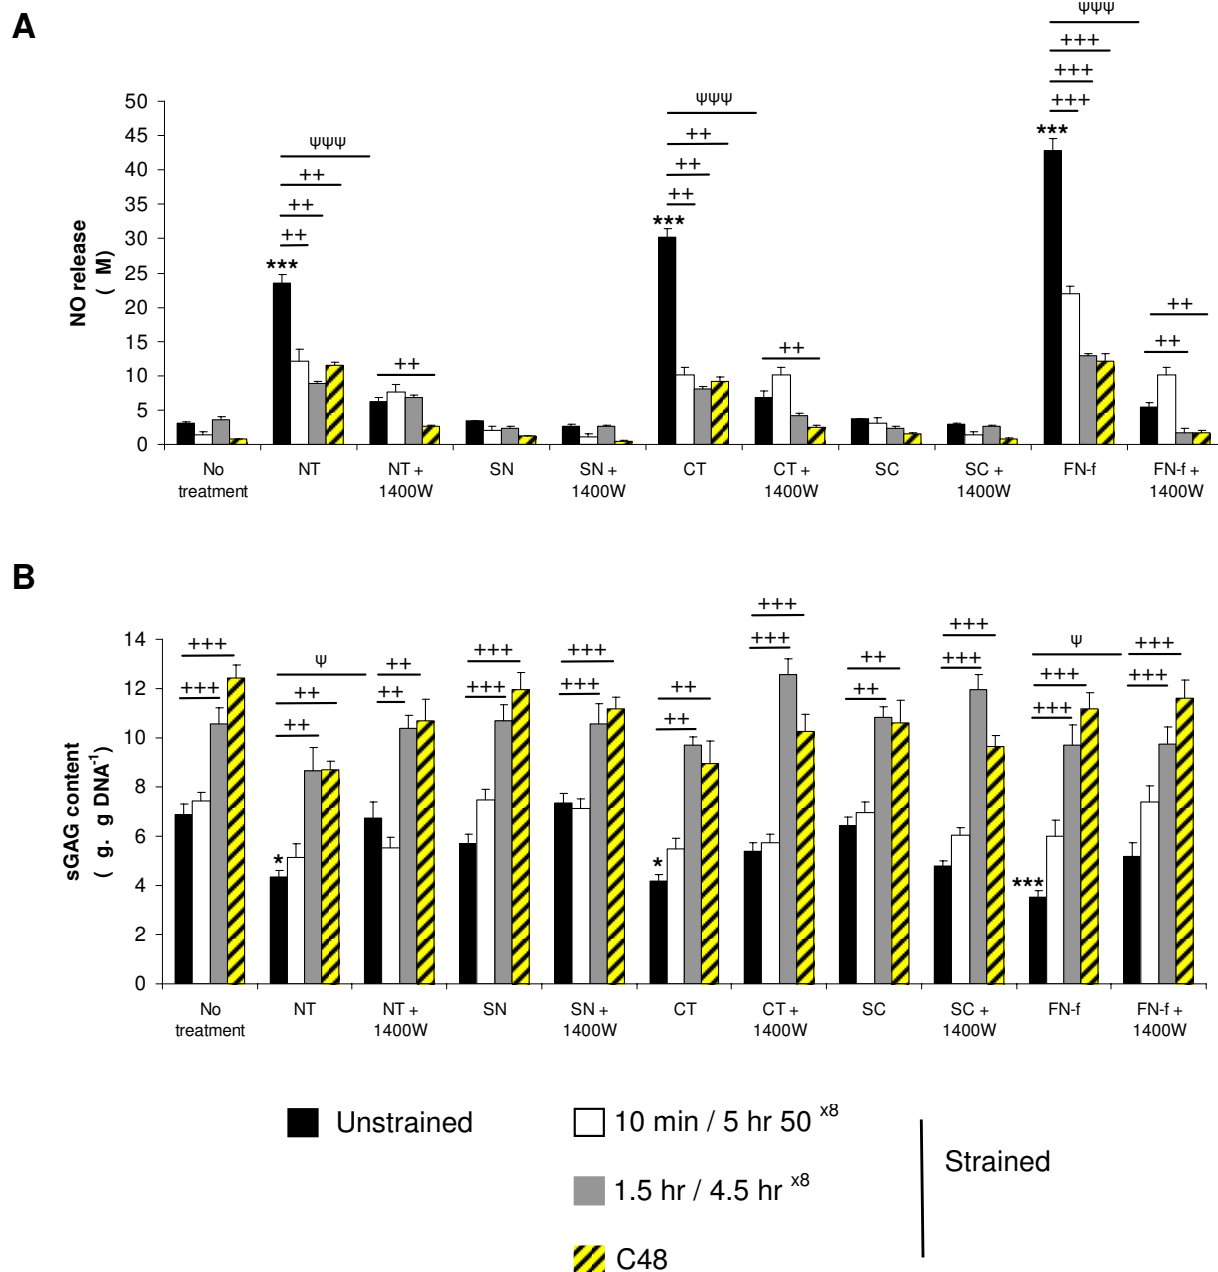 A
ψψψ
+++
+++
+++
***
ψψψ
++
++
++
***
ψψψ
++
++
++
***
++
++
++
++
50
45
40
35
30
25
20
15
10
5
0
NO release
( M)
No treatment
NT
NT + 1400W
SN
SN + 1400W
CT
CT + 1400W
SC
SC + 1400W
FN-f
FN-f + 1400W
B
+++
+++
ψ
++
++
++
++
+++
+++
+++
+++
++
++
+++
+++
++
++
+++
+++
ψ
+++
+++
+++
+++
*
*
***
14
12
10
8
6
4
2
0
sGAG content
( g. g DNA⁻¹)
No treatment
NT
NT + 1400W
SN
SN + 1400W
CT
CT + 1400W
SC
SC + 1400W
FN-f
FN-f + 1400W
Unstrained
10 min / 5 hr 50 x8
1.5 hr / 4.5 hr x8
C48
Strained